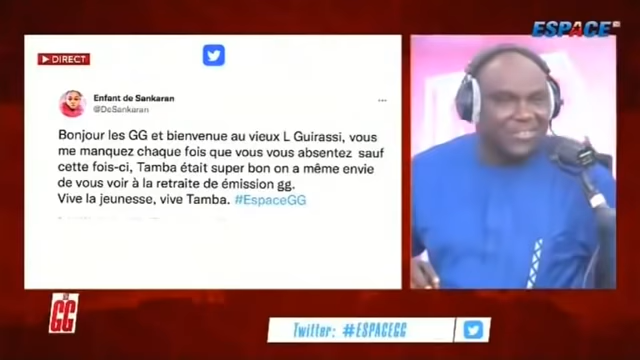 ESPACE
DIRECT
Enfant de Sankaran
@DeSankaran
Bonjour les GG et bienvenue au vieux L Guirassi, vous
me manquez chaque fois que vous vous absentez sauf
cette fois-ci, Tamba était super bon on a même envie
de vous voir à la retraite de émission gg.
Vive la jeunesse, vive Tamba. #EspaceGG
GG
Twitter: #ESPACEGG